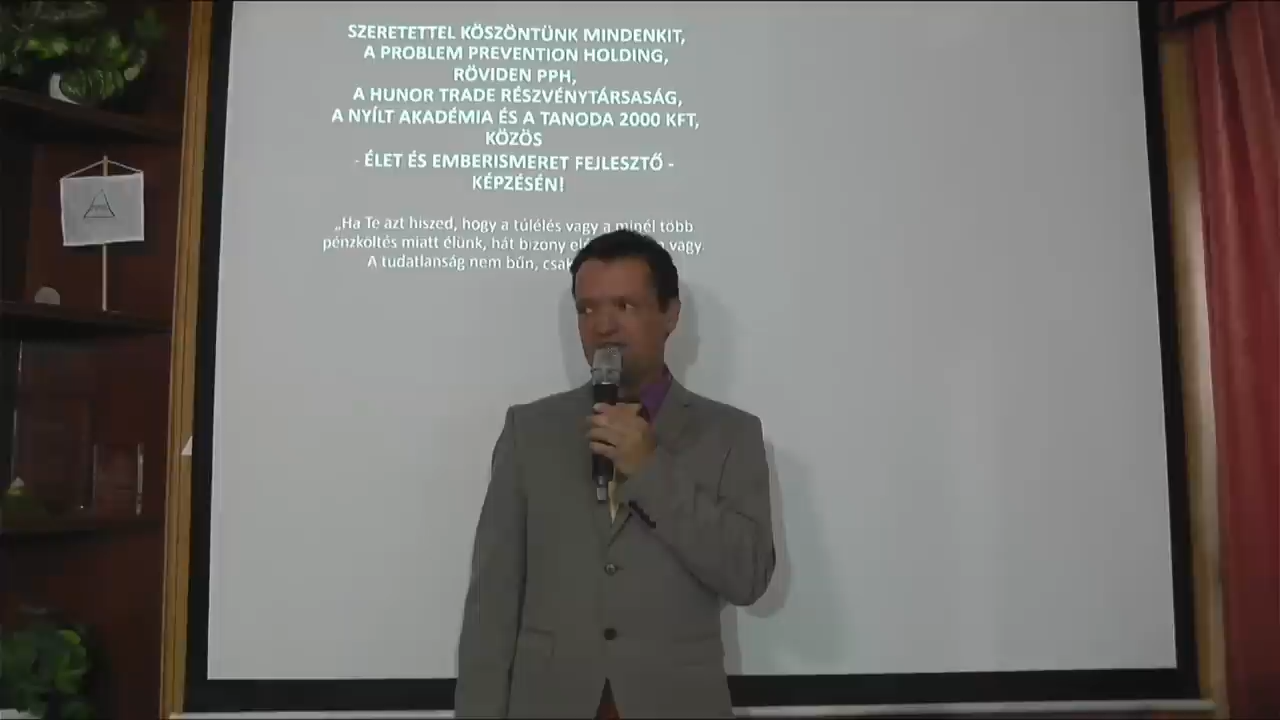 SZERETETTEL KÖSZÖNTÜNK MINDENKIT,
A PROBLEM PREVENTION HOLDING,
RÖVIDEN PPH,
A HUNOR TRADE RÉSZVÉNYTÁRSASÁG,
A NYÍLT AKADÉMIA ÉS A TANODA 2000 KFT,
KÖZÖS
- ÉLET ÉS EMBERISMERET FEJLESZTŐ -
KÉPZÉSÉN!
„Ha Te azt hiszed, hogy a túlélés vagy a minél több
pénzköltés miatt élünk, hát bizony vagy.
A tudatlanság nem bűn, csak